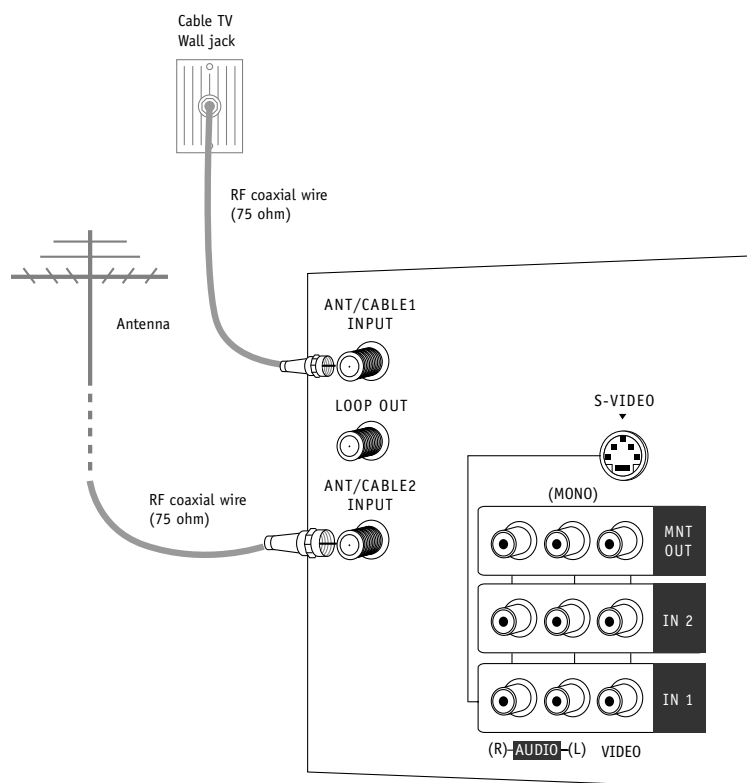 Cable TV
Wall jack
RF coaxial wire
(75 ohm)
Antenna
ANT/CABLE1
INPUT
LOOP OUT
S-VIDEO
ANT/CABLE2
INPUT
RF coaxial wire
(75 ohm)
(MONO)
MNT
OUT
IN 2
IN 1
(R) AUDIO (L) VIDEO